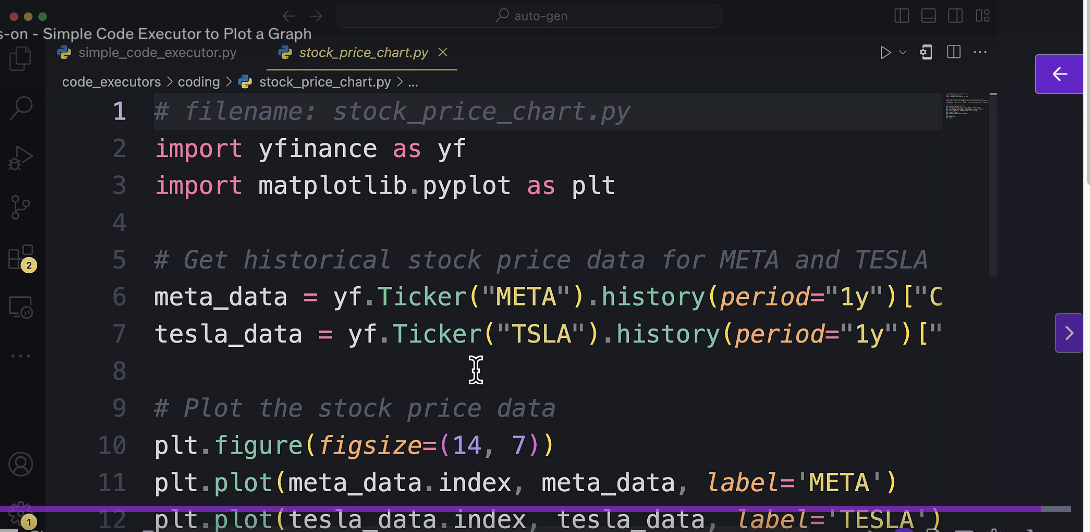 auto-gen
s-on - Simple Code Executor to Plot a Graph
simple_code_executor.py
stock_price_chart.py
code_executors > coding > stock_price_chart.py > ...
1 # filename: stock_price_chart.py
2 import yfinance as yf
3 import matplotlib.pyplot as plt
4
5 # Get historical stock price data for META and TESLA
6 meta_data = yf.Ticker("META").history(period="1y")["C
7 tesla_data = yf.Ticker("TSLA").history(period="1y")["
8
9 # Plot the stock price data
10 plt.figure(figsize=(14, 7))
11 plt.plot(meta_data.index, meta_data, label='META')
12 plt.plot(tesla_data.index, tesla_data, label='TESLA')
2
1